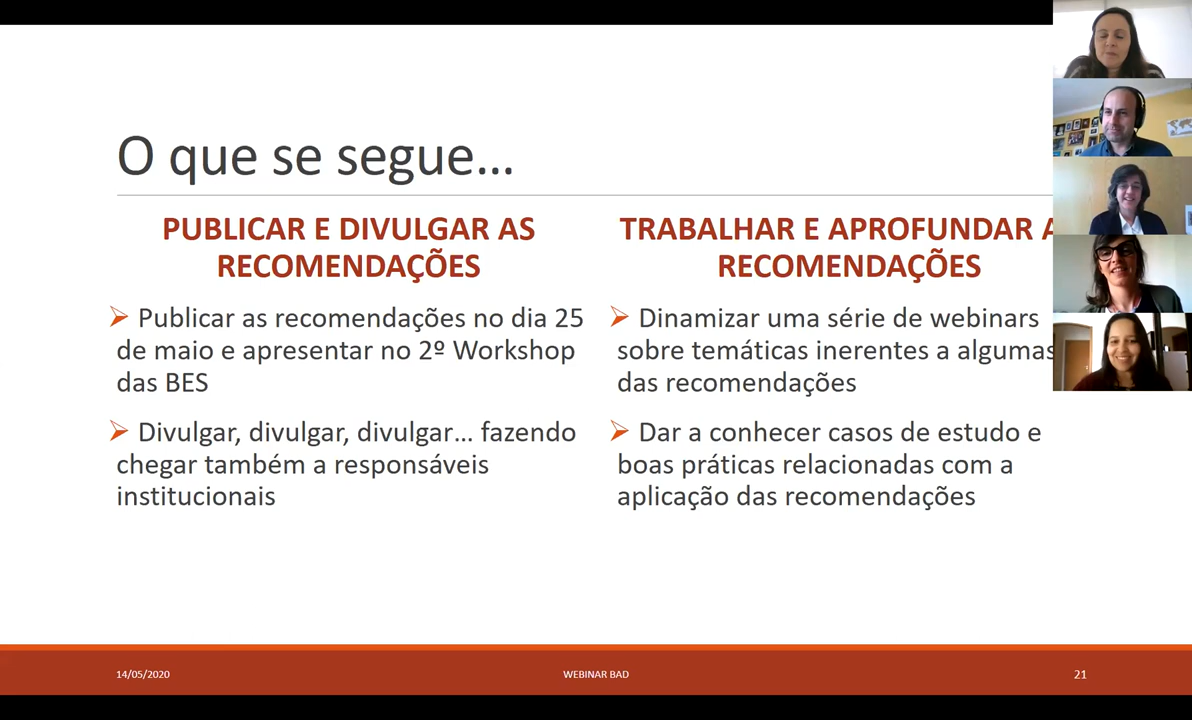 O que se segue...
PUBLICAR E DIVULGAR AS
RECOMENDAÇÕES
➢ Publicar as recomendações no dia 25
de maio e apresentar no 2º Workshop
das BES
➢ Divulgar, divulgar, divulgar... fazendo
chegar também a responsáveis
institucionais
TRABALHAR E APROFUNDAR
RECOMENDAÇÕES
➢ Dinamizar uma série de webinars
sobre temáticas inerentes a algumas
das recomendações
➢ Dar a conhecer casos de estudo e
boas práticas relacionadas com a
aplicação das recomendações
14/05/2020
WEBINAR BAD
21